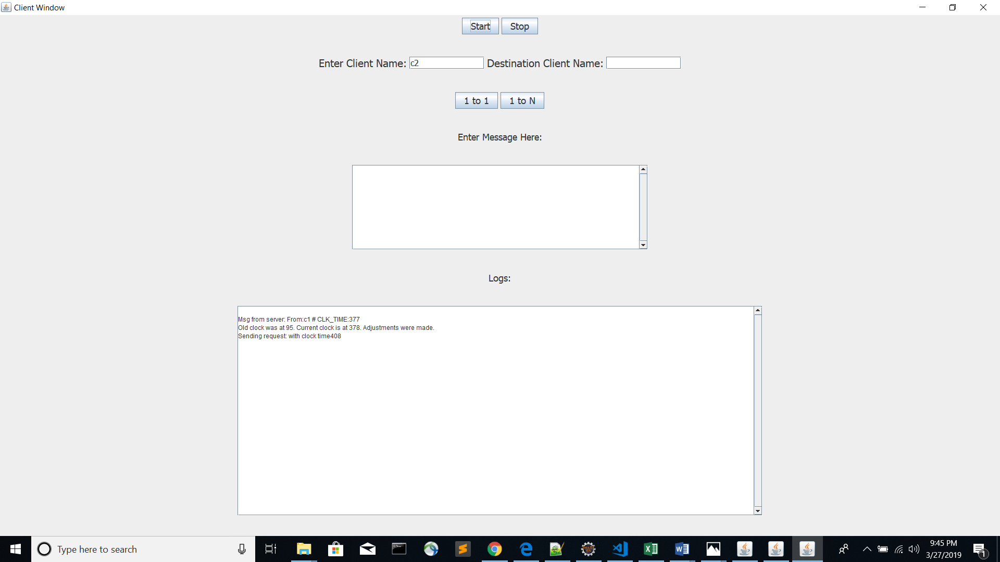 Client Window
Start Stop
Enter Client Name: c2 Destination Client Name:
1 to 1 1 to N
Enter Message Here:
Logs:
Msg from server: From:c1 # CLK_TIME:377
Old clock was at 95. Current clock is at 378. Adjustments were made.
Sending request: with clock time408
Type here to search
9:45 PM
3/27/2019
1